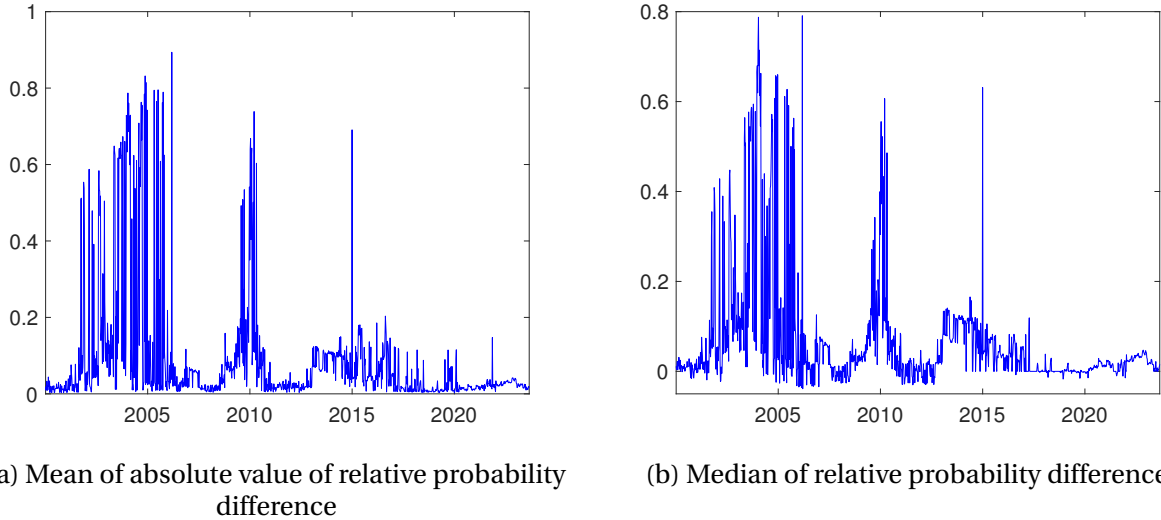 1
0.8
0.6
0.4
0.2
0
2005 2010 2015 2020
0.8
0.6
0.4
0.2
0
2005 2010 2015 2020
a) Mean of absolute value of relative probability
difference
(b) Median of relative probability difference